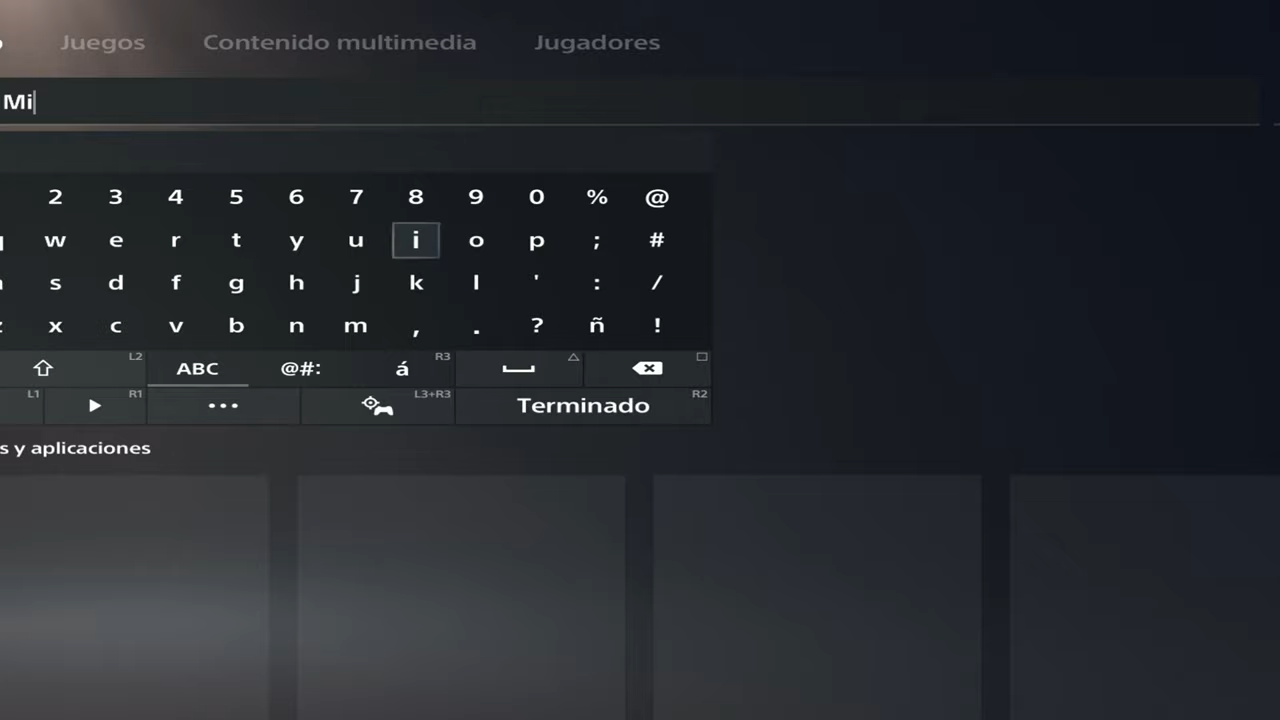 Juegos Contenido multimedia Jugadores
Mi
2 3 4 5 6 7 8 9 0 % @
w e r t y u i o p ; #
s d f g h j k l ' : /
x c v b n m , . ? ñ !
L2 ABC @#: á R3
L1 R1 ... L3+R3 Terminado R2
s y aplicaciones